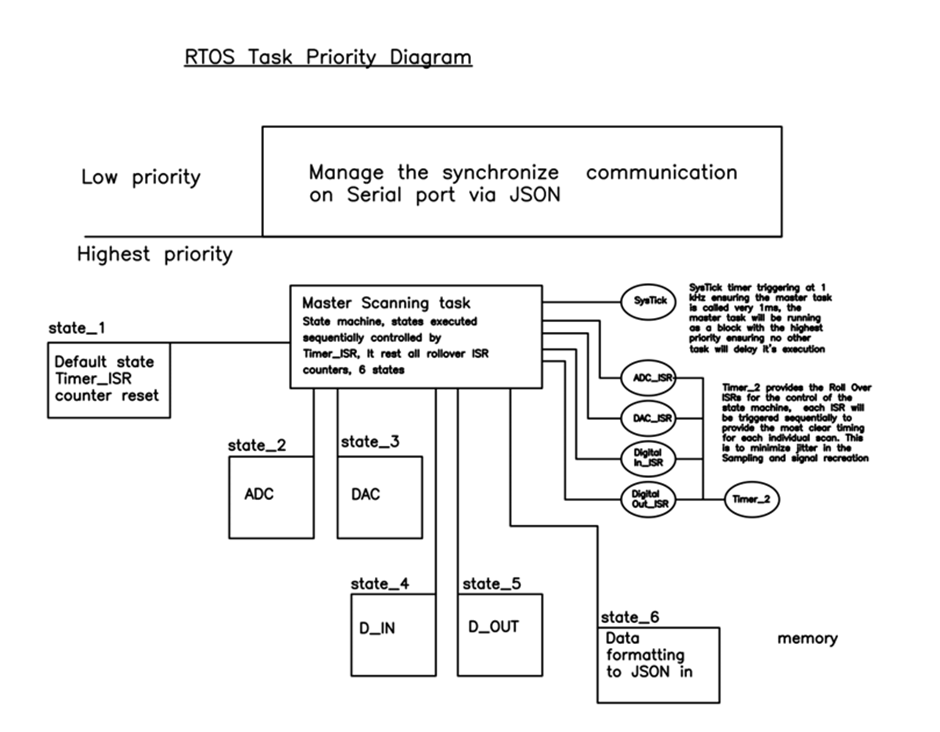 RTOS Task Priority Diagram
Low priority
Manage the synchronize communication
on Serial port via JSON
Highest priority
Master Scanning task
State machine, states executed
sequentially controlled by
Timer_ISR, It rest all rollover ISR
counters, 6 states
SysTick
SysTick timer triggering at 1
kHz ensuring the master task
is called very 1ms, the
master task will be running
as a block with the highest
priority ensuring no other
task will delay it's execution
state_1
Default state
Timer_ISR
counter reset
ADC_ISR
DAC_ISR
Digital
In_ISR
Digital
Out_ISR
Timer_2
Timer_2 provides the Roll Over
ISRs for the control of the
state machine, each ISR will
be triggered sequentially to
provide the most clear timing
for each individual scan. This
is to minimize jitter in the
Sampling and signal recreation
state_2
ADC
state_3
DAC
state_4
D_IN
state_5
D_OUT
state_6
Data
formatting
to JSON in
memory